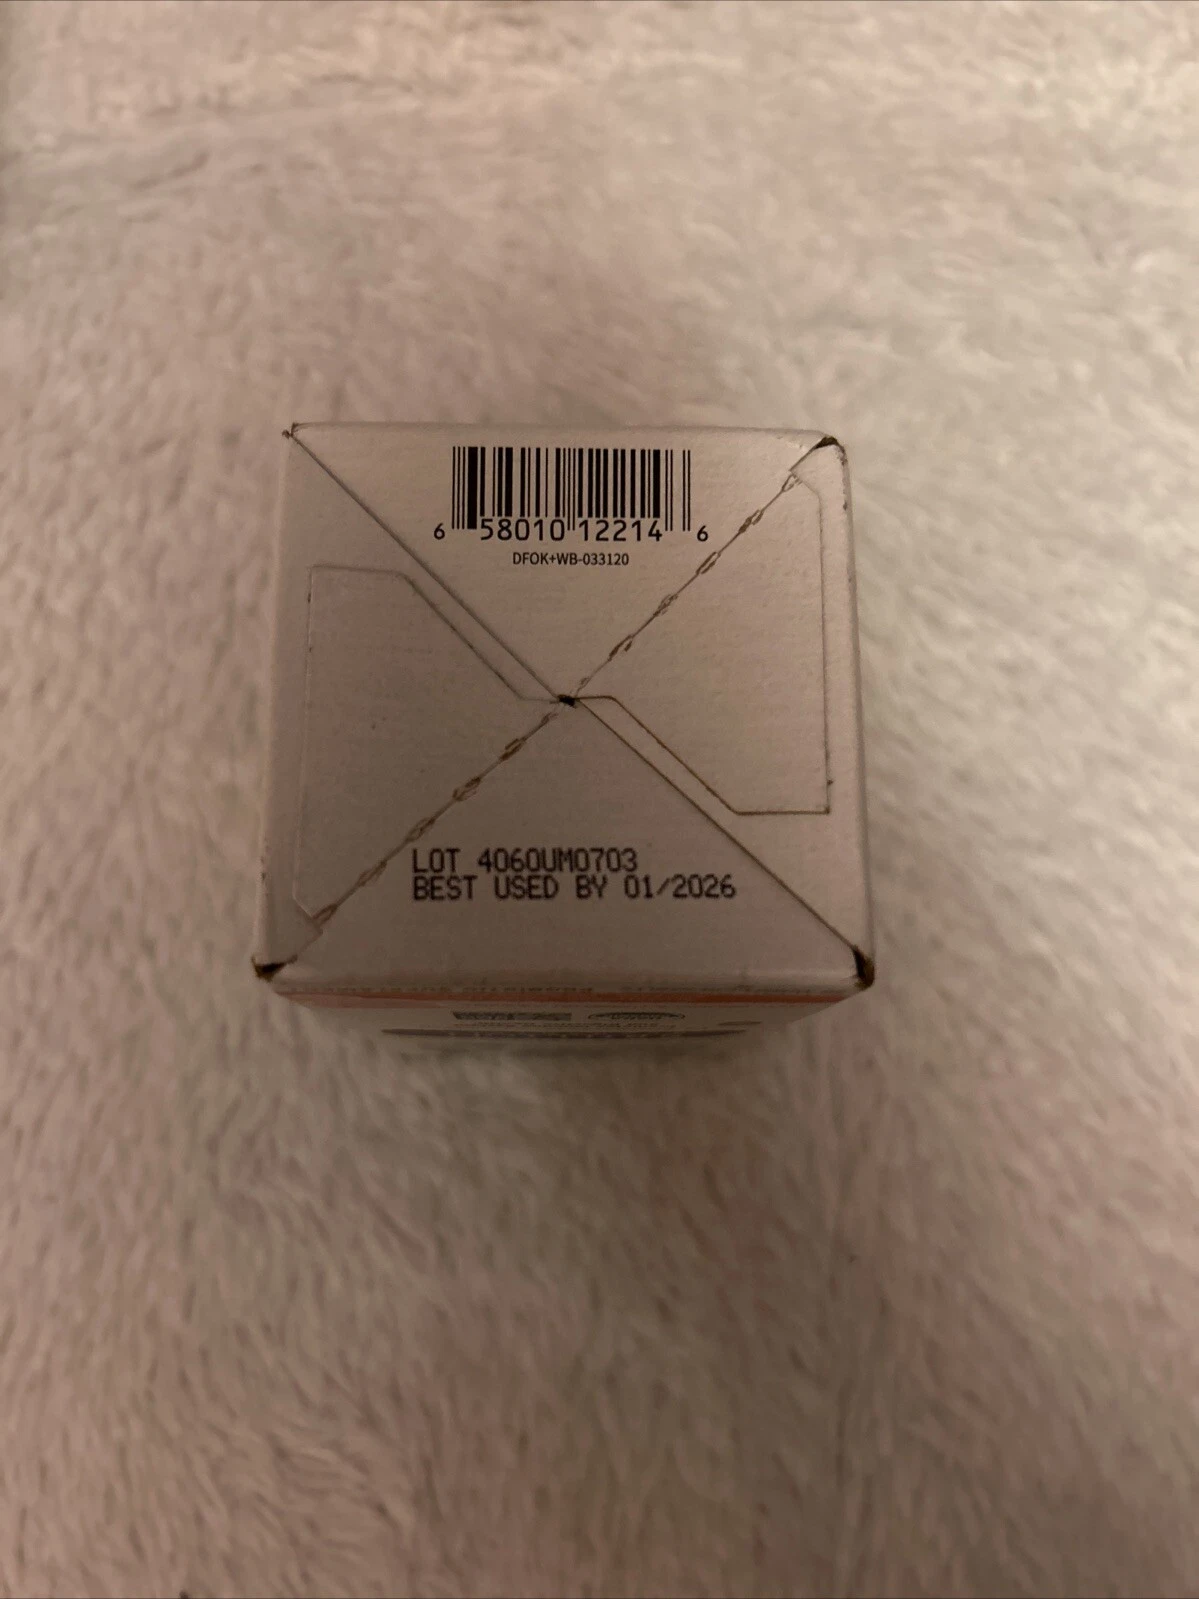 6 58010 12214 6
DFOK+WB-033120
LOT 4060UM0703
BEST USED BY 01/2026